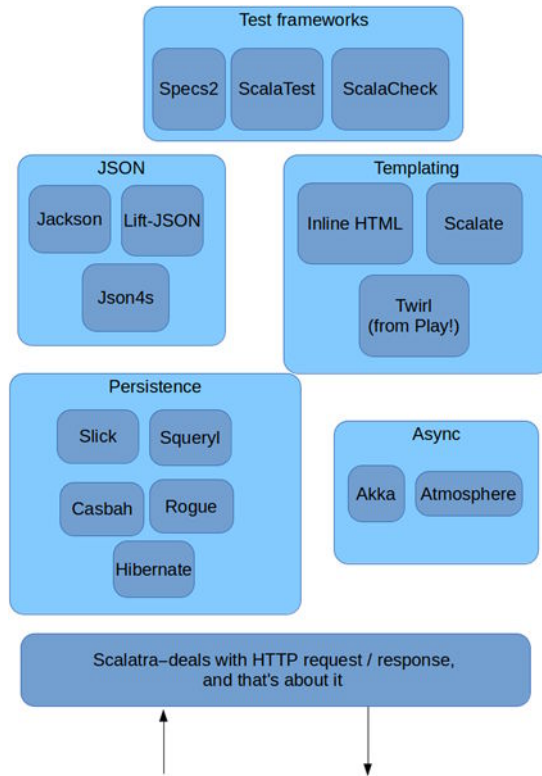 Test frameworks
Specs2
ScalaTest
ScalaCheck
JSON
Jackson
Lift-JSON
Json4s
Templating
Inline HTML
Scalate
Twirl
(from Play!)
Persistence
Slick
Squeryl
Casbah
Rogue
Hibernate
Async
Akka
Atmosphere
Scalatra–deals with HTTP request / response,
and that's about it